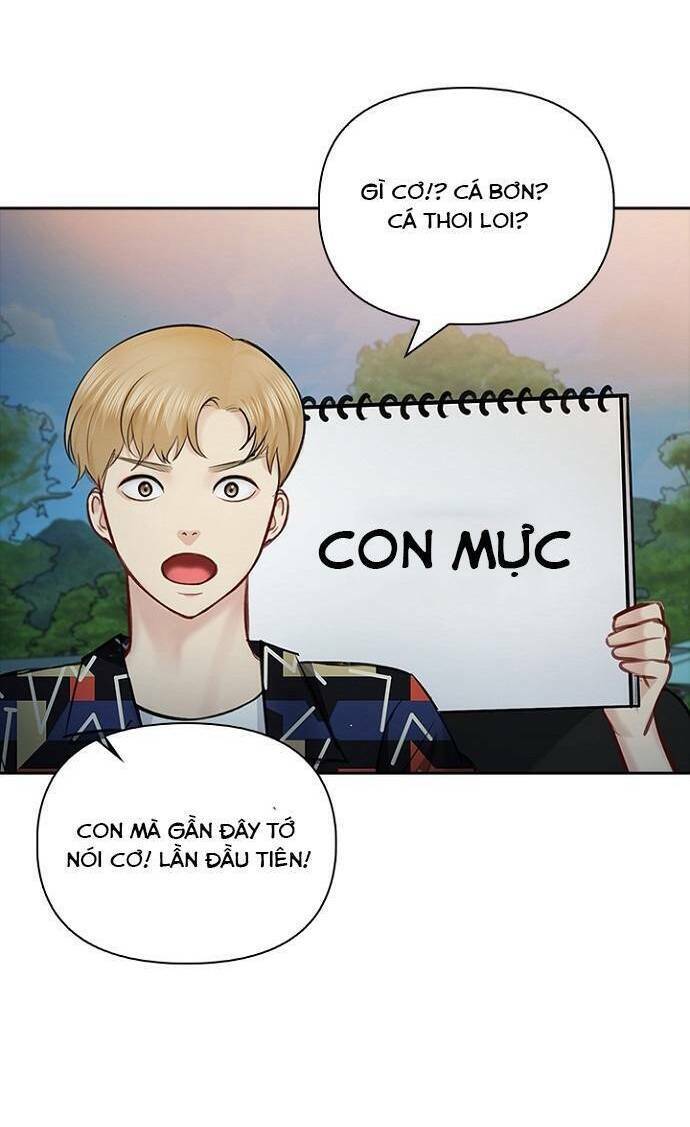 GÌ CƠ!? CÁ BƠN?
CÁ THOI LOI?
CON MỰC
CON MÀ GẦN ĐÂY TỚ
NÓI CƠ! LẦN ĐẦU TIÊN!